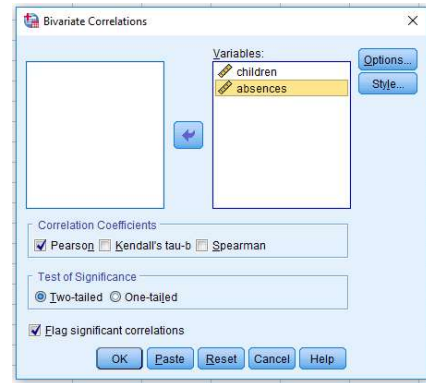 Bivariate Correlations
Variables:
children
absences
Options...
Style...
Correlation Coefficients
Pearson Kendall's tau-b Spearman
Test of Significance
Two-tailed One-tailed
Flag significant correlations
OK Paste Reset Cancel Help